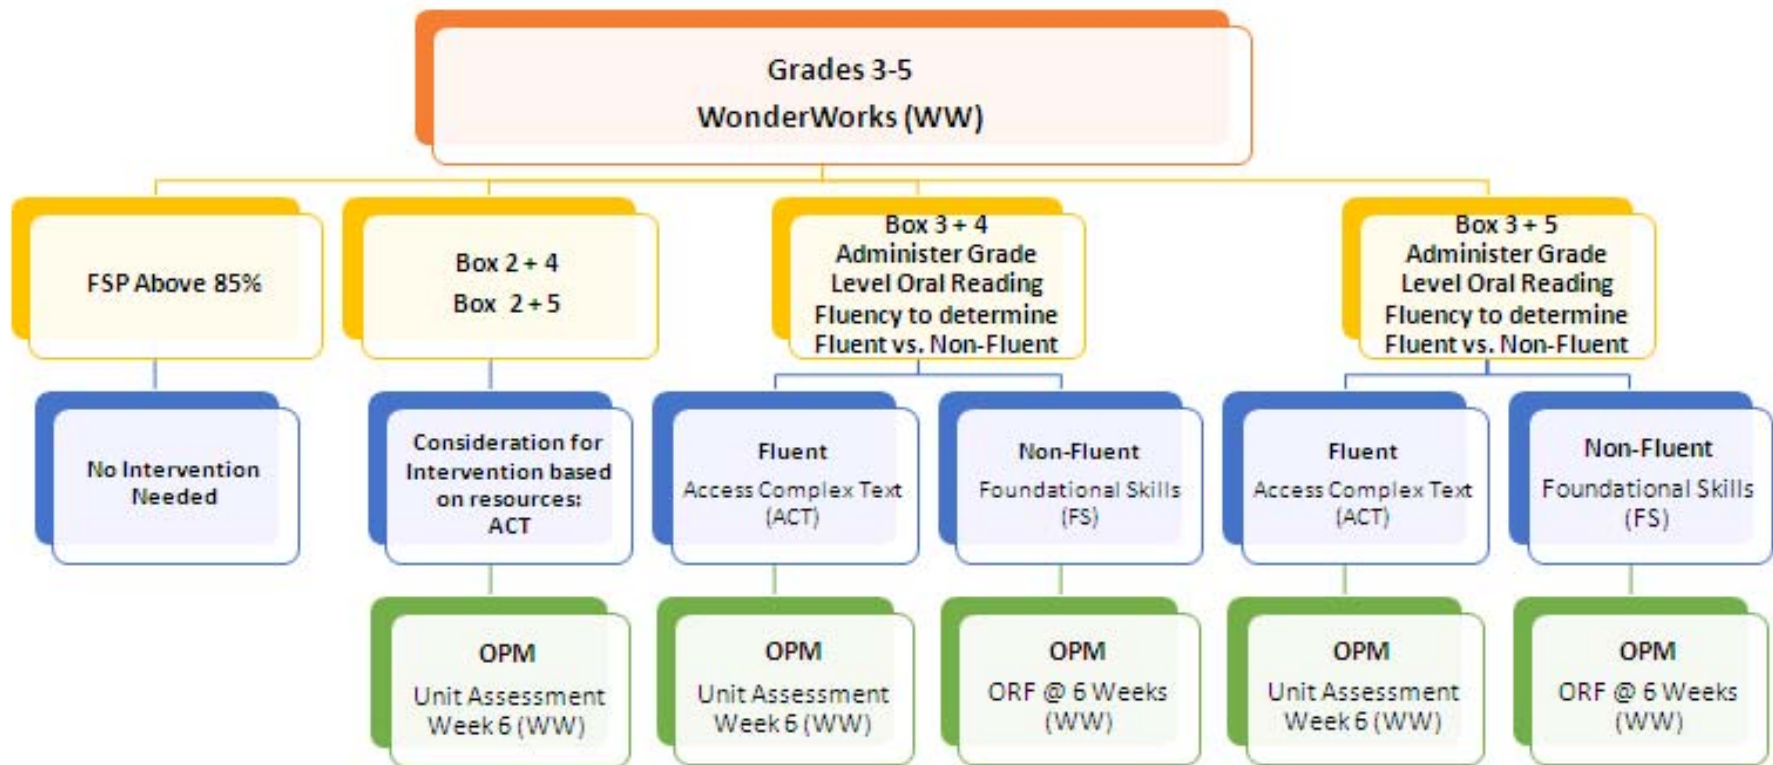 Grades 3-5
WonderWorks (WW)
FSP Above 85%
Box 2 + 4
Box 2 + 5
Box 3 + 4
Administer Grade
Level Oral Reading
Fluency to determine
Fluent vs. Non-Fluent
Box 3 + 5
Administer Grade
Level Oral Reading
Fluency to determine
Fluent vs. Non-Fluent
No Intervention
Needed
Consideration for
Intervention based
on resources:
ACT
Fluent
Access Complex Text
(ACT)
Non-Fluent
Foundational Skills
(FS)
Fluent
Access Complex Text
(ACT)
Non-Fluent
Foundational Skills
(FS)
OPM
Unit Assessment
Week 6 (WW)
OPM
Unit Assessment
Week 6 (WW)
OPM
ORF @ 6 Weeks
(WW)
OPM
Unit Assessment
Week 6 (WW)
OPM
ORF @ 6 Weeks
(WW)